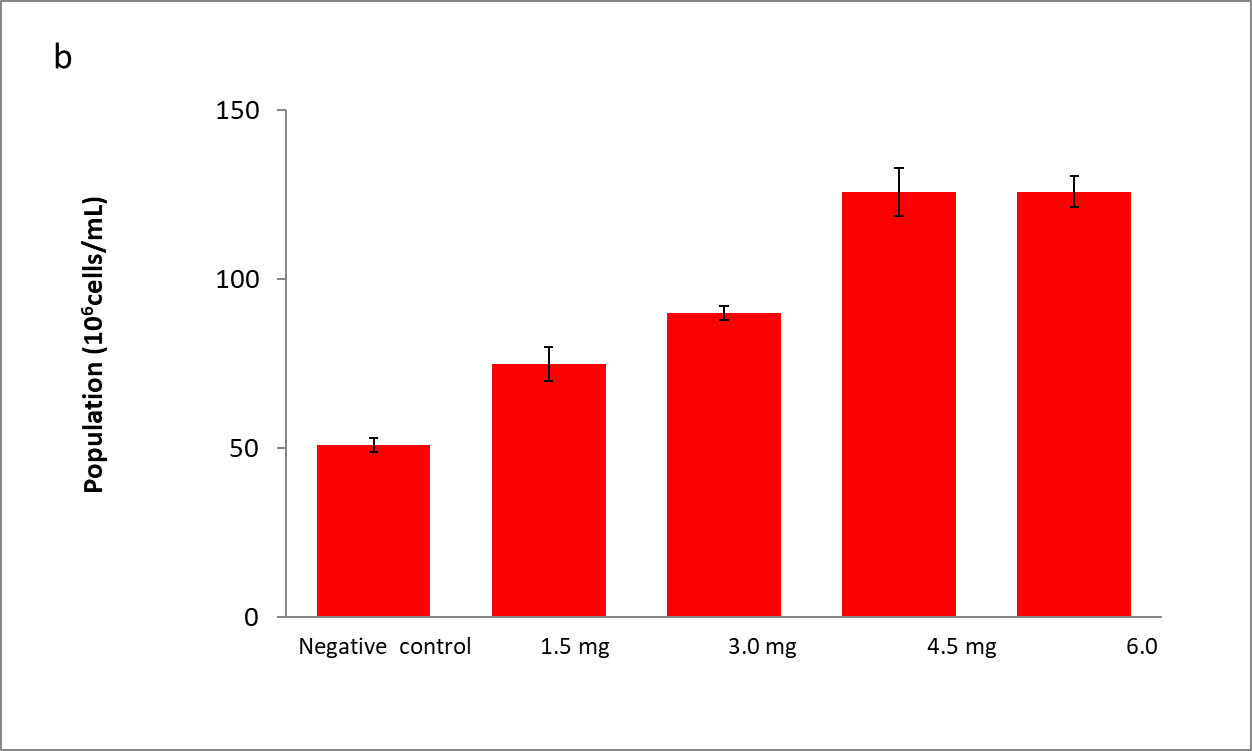 b
150
100
50
0
Population (10⁶cells/mL)
Negative control 1.5 mg 3.0 mg 4.5 mg 6.0